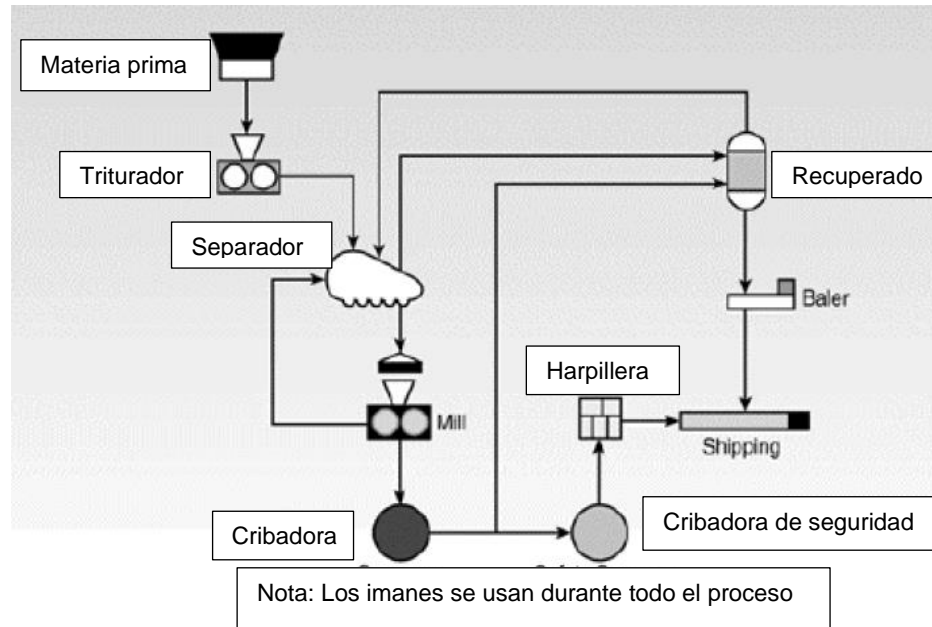 Materia prima
Triturador
Recuperado
Separador
Baler
Harpillera
Mill
Shipping
Cribadora
Cribadora de seguridad
Nota: Los imanes se usan durante todo el proceso